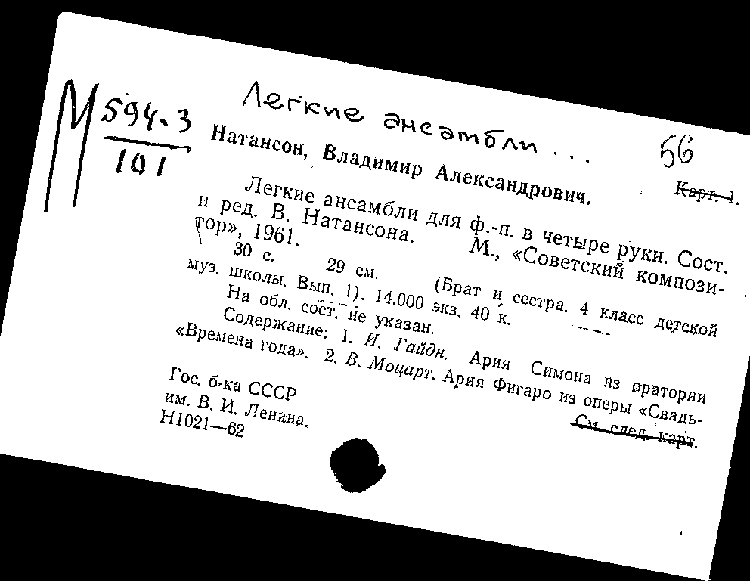 Легкие ансамбли ...
М 594-3
101
56
Натансон, Владимир Александрович.
Карт. 1.
Легкие ансамбли для ф.-п. в четыре руки. Сост.
и ред. В. Натансона. М., «Советский компози-
тор», 1961.
30 с. 29 см. (Брат и сестра. 4 класс детской
муз. школы. Вып. 1). 14.000 экз. 40 к.
На обл. сост. не указан.
Содержание: 1. И. Гайдн. Ария Симона из оратории
«Времена года». 2. В. Моцарт. Ария Фигаро из оперы «Свадь-
См. след. карт.
Гос. б-ка СССР
им. В. И. Ленина.
Н1021—62